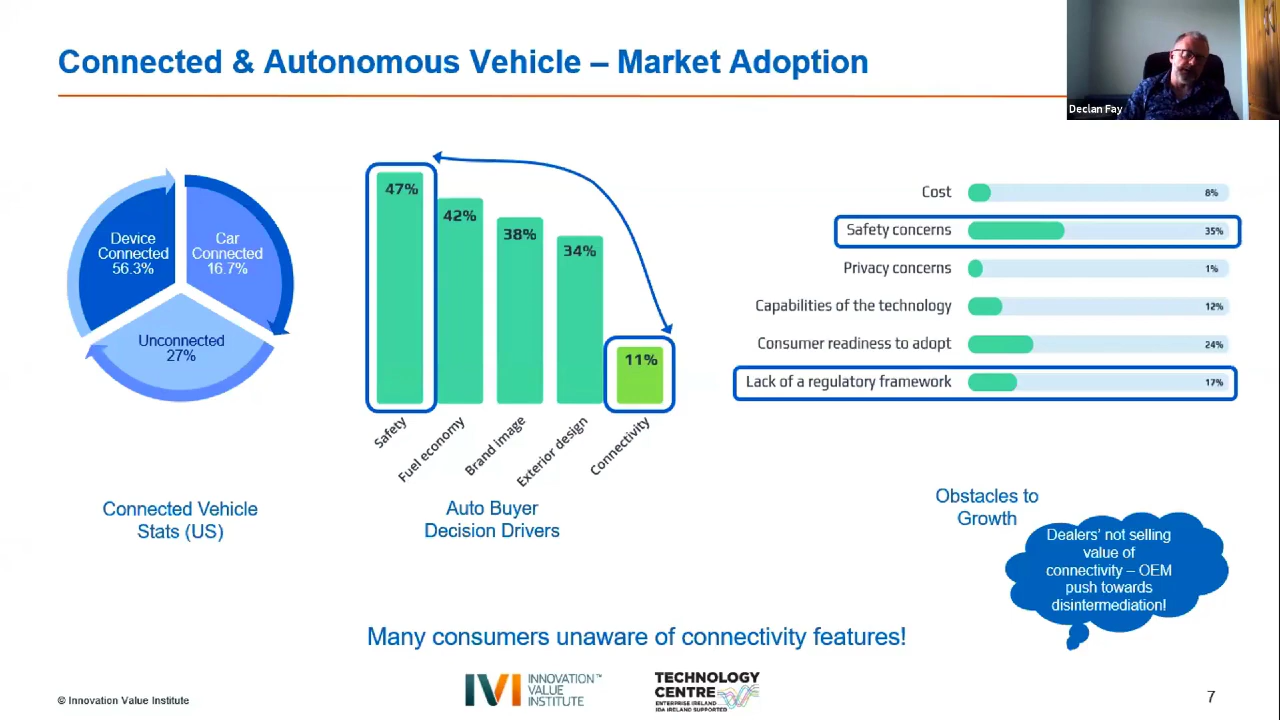 Connected & Autonomous Vehicle – Market Adoption
Declan Fay
Device
Connected
56.3%
Car
Connected
16.7%
Unconnected
27%
Connected Vehicle
Stats (US)
47%
42%
38%
34%
11%
Safety
Fuel economy
Brand image
Exterior design
Connectivity
Auto Buyer
Decision Drivers
Cost 8%
Safety concerns 35%
Privacy concerns 1%
Capabilities of the technology 12%
Consumer readiness to adopt 24%
Lack of a regulatory framework 17%
Obstacles to
Growth
Dealers’ not selling
value of
connectivity – OEM
push towards
disintermediation!
Many consumers unaware of connectivity features!
© Innovation Value Institute
IVI
INNOVATION™
VALUE
INSTITUTE
TECHNOLOGY
CENTRE
ENTERPRISE IRELAND
IDA IRELAND SUPPORTED
7